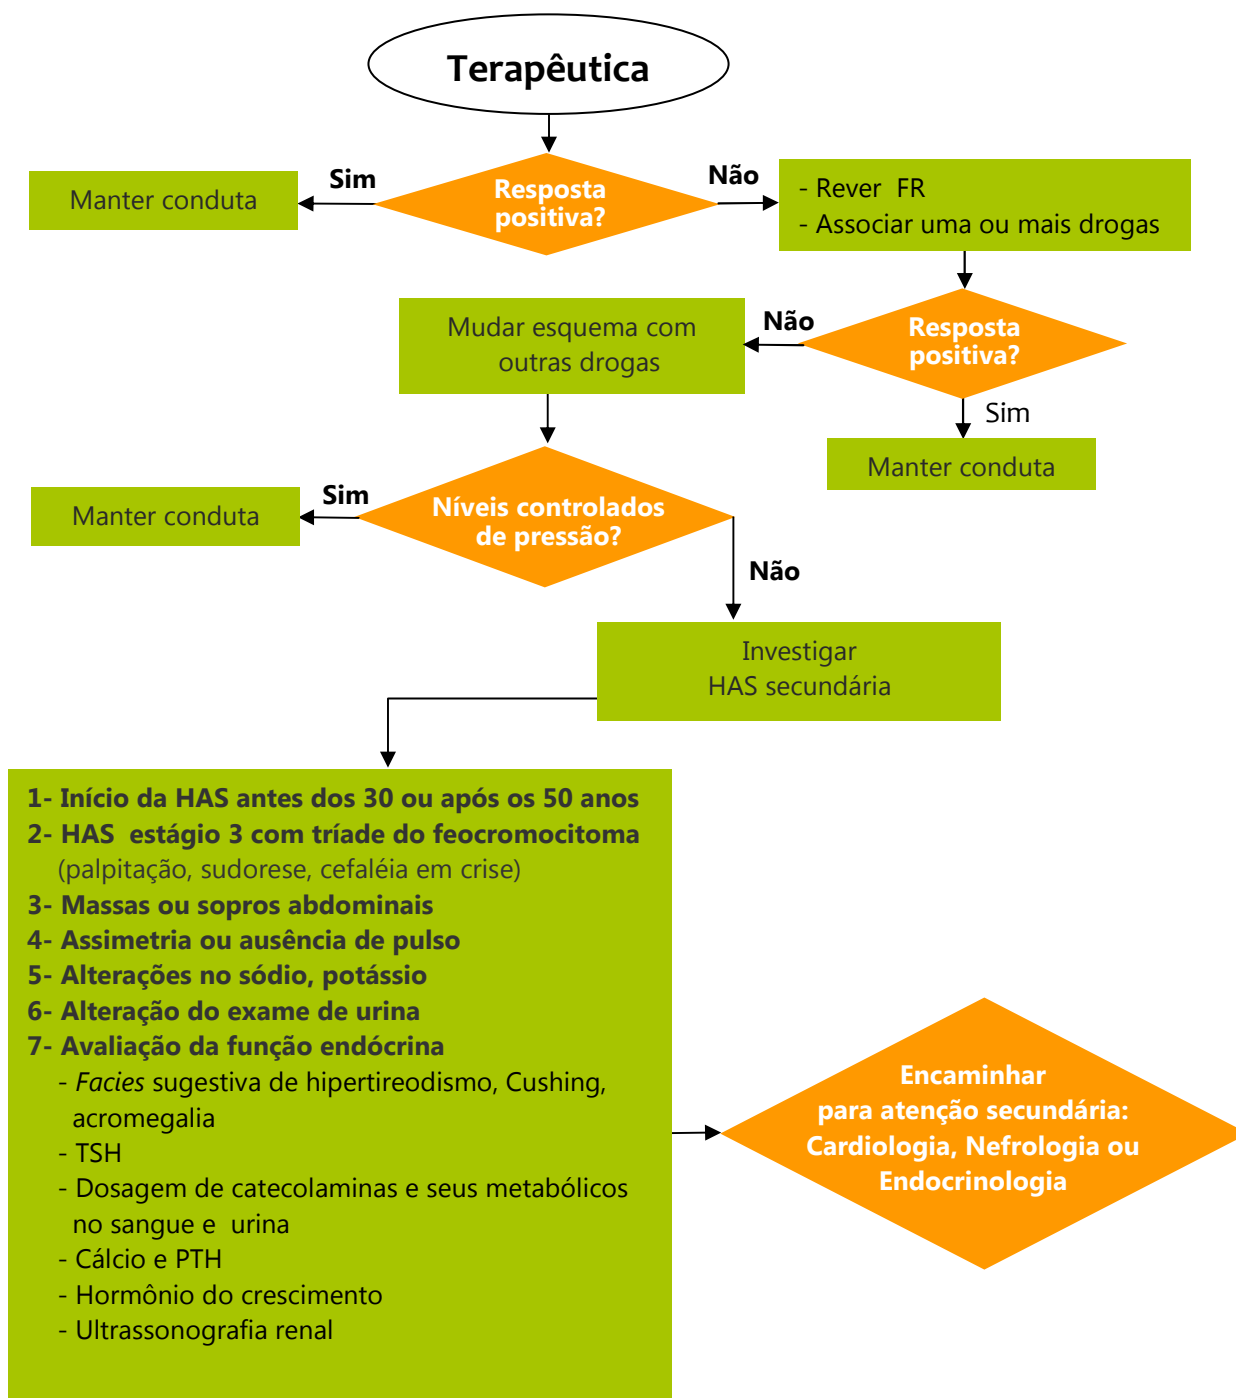 Terapêutica
Sim
Não
Manter conduta
Resposta
positiva?
- Rever FR
- Associar uma ou mais drogas
Não
Mudar esquema com
outras drogas
Resposta
positiva?
Sim
Manter conduta
Sim
Manter conduta
Níveis controlados
de pressão?
Não
Investigar
HAS secundária
1- Início da HAS antes dos 30 ou após os 50 anos
2- HAS estágio 3 com tríade do feocromocitoma
(palpitação, sudorese, cefaléia em crise)
3- Massas ou sopros abdominais
4- Assimetria ou ausência de pulso
5- Alterações no sódio, potássio
6- Alteração do exame de urina
7- Avaliação da função endócrina
- Facies sugestiva de hipertireodismo, Cushing,
acromegalia
- TSH
- Dosagem de catecolaminas e seus metabólicos
no sangue e urina
- Cálcio e PTH
- Hormônio do crescimento
- Ultrassonografia renal
Encaminhar
para atenção secundária:
Cardiologia, Nefrologia ou
Endocrinologia